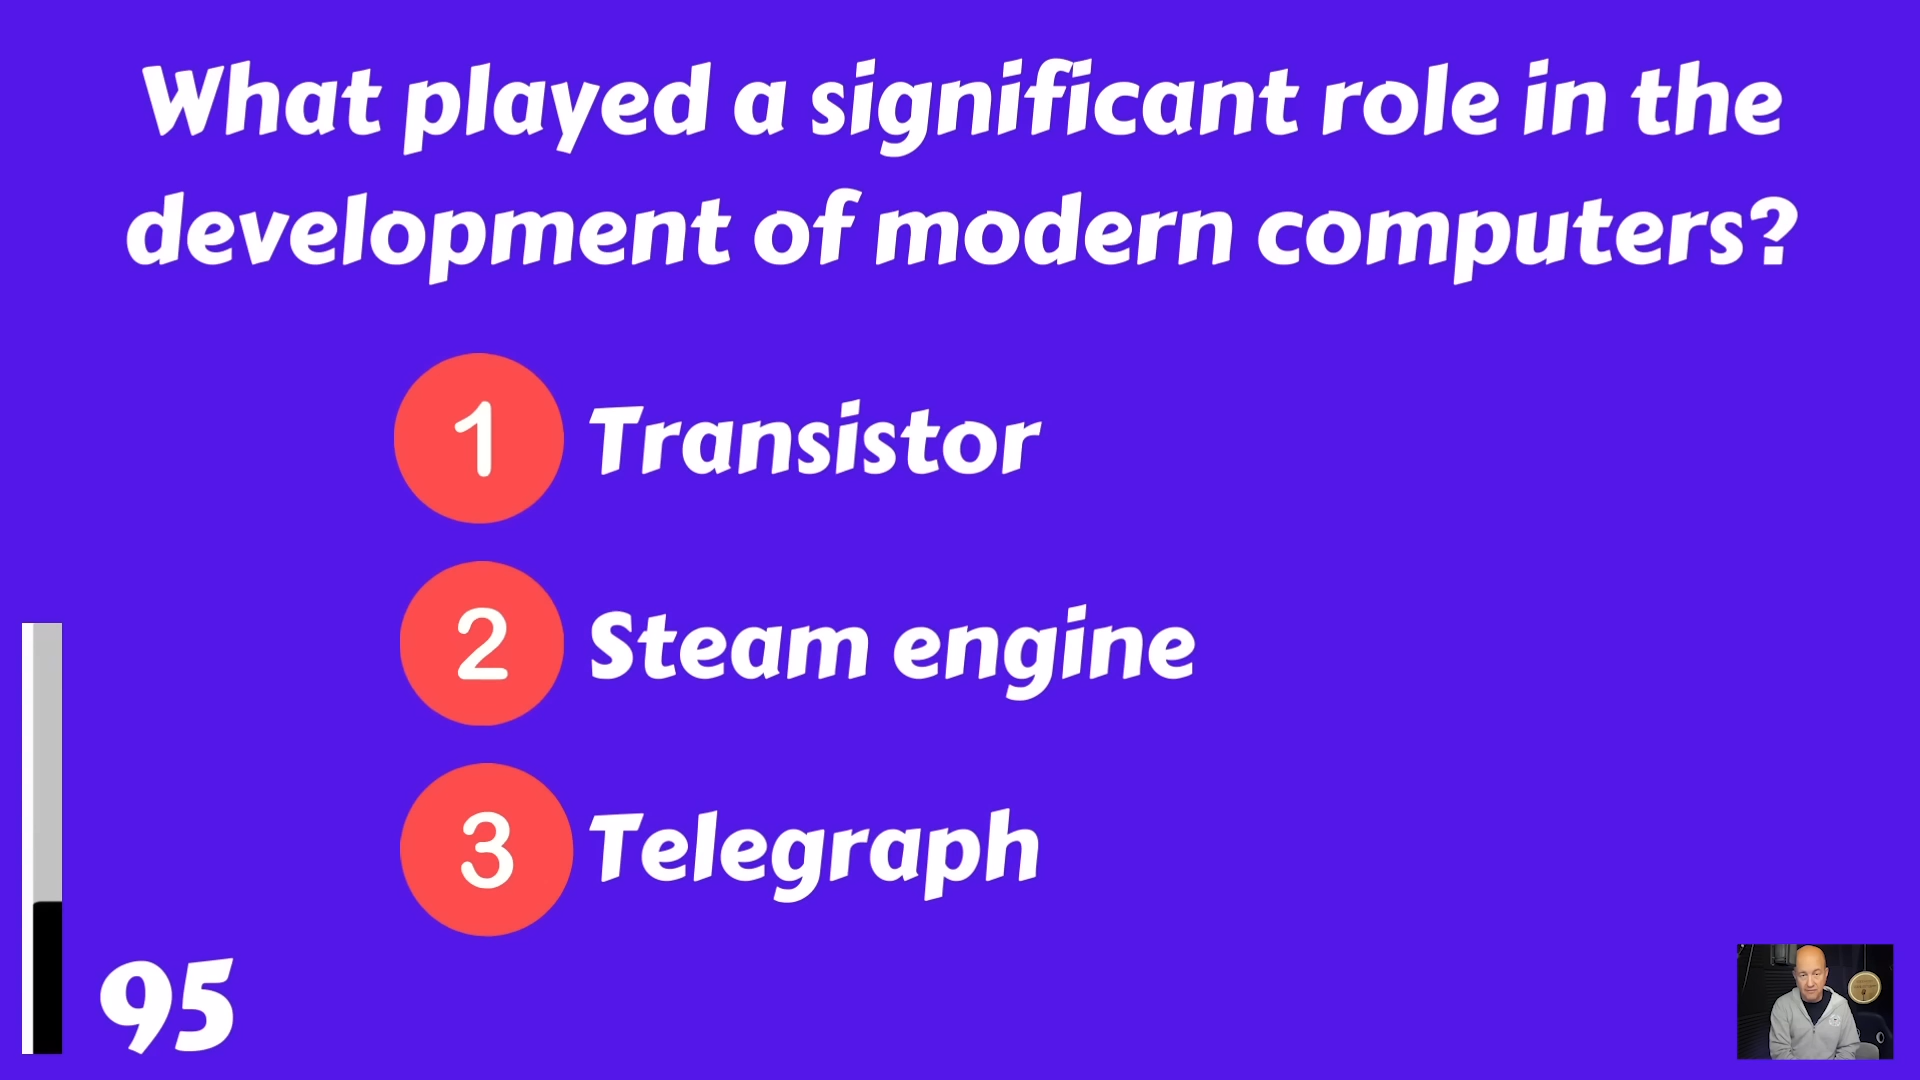 What played a significant role in the
development of modern computers?
1 Transistor
2 Steam engine
3 Telegraph
95